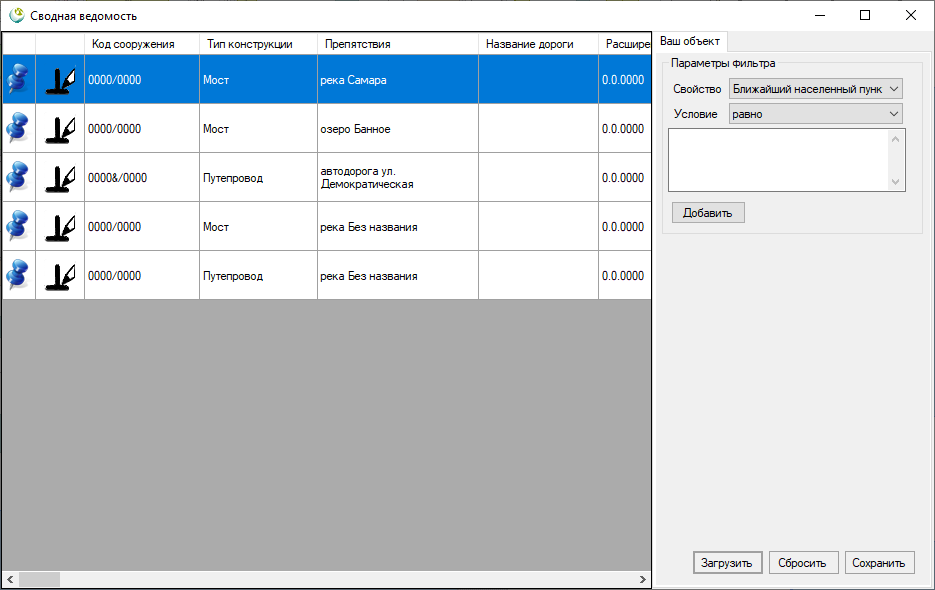 Сводная ведомость
Код сооружения Тип конструкции Препятствия Название дороги Расшире
0000/0000 Мост река Самара 0.0.0000
0000/0000 Мост озеро Банное 0.0.0000
0000&/0000 Путепровод автодорога ул. 0.0.0000
Демократическая
0000/0000 Мост река Без названия 0.0.0000
0000/0000 Путепровод река Без названия 0.0.0000
Ваш объект
Параметры фильтра
Свойство Ближайший населенный пунк
Условие равно
Добавить
Загрузить Сбросить Сохранить